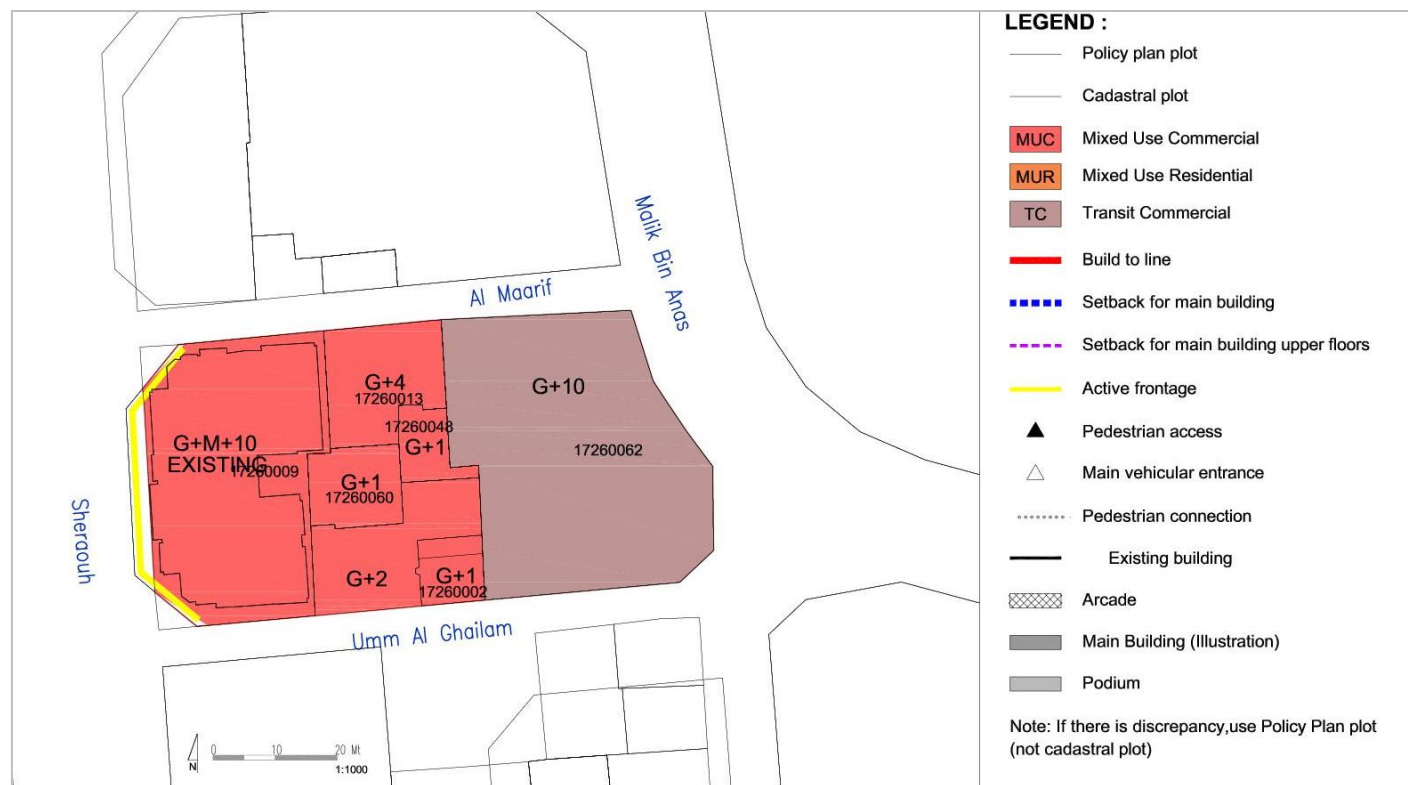 Malik Bin Anas
Al Maarif
G+4
17260013
G+10
17260048
G+M+10
EXISTING
17260009
G+1
17260062
G+1
17260060
Sheraouh
G+2
G+1
17260002
Umm Al Ghailam
N
0
10
20 Mt
1:1000
LEGEND :
Policy plan plot
Cadastral plot
MUC Mixed Use Commercial
MUR Mixed Use Residential
TC Transit Commercial
Build to line
Setback for main building
Setback for main building upper floors
Active frontage
Pedestrian access
Main vehicular entrance
Pedestrian connection
Existing building
Arcade
Main Building (Illustration)
Podium
Note: If there is discrepancy,use Policy Plan plot
(not cadastral plot)